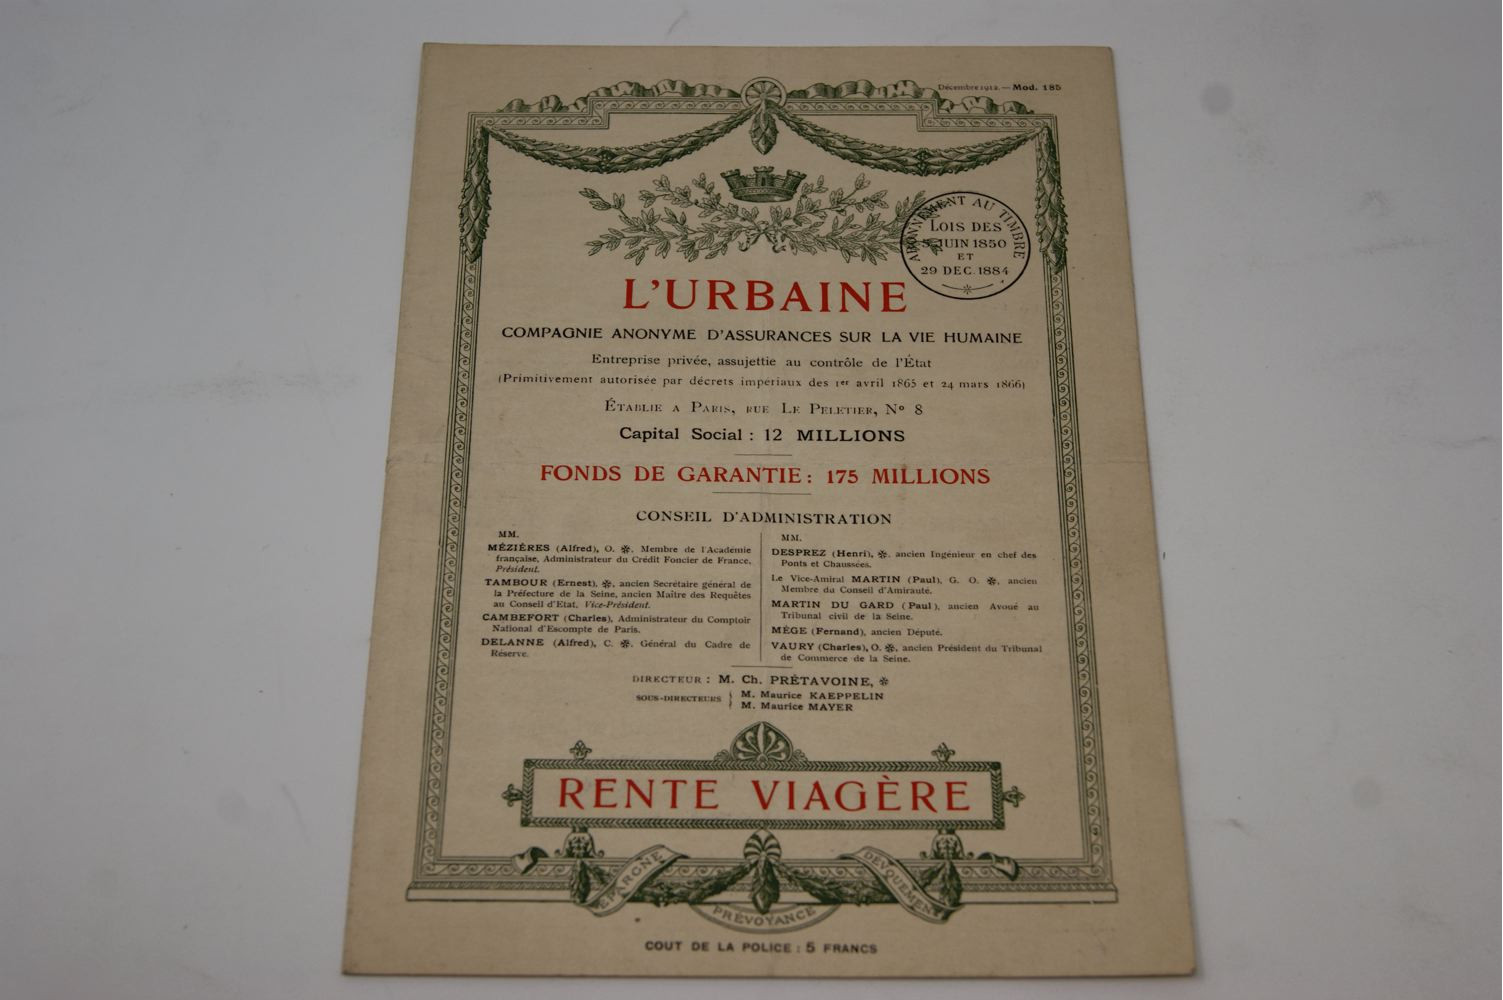 Décembre 1912. — Mod. 185
ABONNEMENT AU TIMBRE
LOIS DES
5 JUIN 1850
ET
29 DEC. 1884
L'URBAINE
COMPAGNIE ANONYME D'ASSURANCES SUR LA VIE HUMAINE
Entreprise privée, assujettie au contrôle de l'État
(Primitivement autorisée par décrets impériaux des 1er avril 1865 et 24 mars 1866)
ÉTABLIE A PARIS, RUE LE PELETIER, N° 8
Capital Social : 12 MILLIONS
FONDS DE GARANTIE : 175 MILLIONS
CONSEIL D'ADMINISTRATION
MM.
MÉZIÈRES (Alfred), O. ✻, Membre de l'Académie
française, Administrateur du Crédit Foncier de France,
Président.
TAMBOUR (Ernest), ✻, ancien Secrétaire général de
la Préfecture de la Seine, ancien Maître des Requêtes
au Conseil d'Etat, Vice-Président.
CAMBEFORT (Charles), Administrateur du Comptoir
National d'Escompte de Paris.
DELANNE (Alfred), C. ✻, Général du Cadre de
Réserve.
MM.
DESPREZ (Henri), ✻, ancien Ingénieur en chef des
Ponts et Chaussées.
Le Vice-Amiral MARTIN (Paul), G. O. ✻, ancien
Membre du Conseil d'Amirauté.
MARTIN DU GARD (Paul), ancien Avoué au
Tribunal civil de la Seine.
MÈGE (Fernand), ancien Député.
VAURY (Charles), O. ✻, ancien Président du Tribunal
de Commerce de la Seine.
DIRECTEUR : M. Ch. PRÉTAVOINE, ✻
SOUS-DIRECTEURS } M. Maurice KAEPPELIN
M. Maurice MAYER
RENTE VIAGÈRE
EPARGNE
PRÉVOYANCE
DÉVOUEMENT
COUT DE LA POLICE : 5 FRANCS